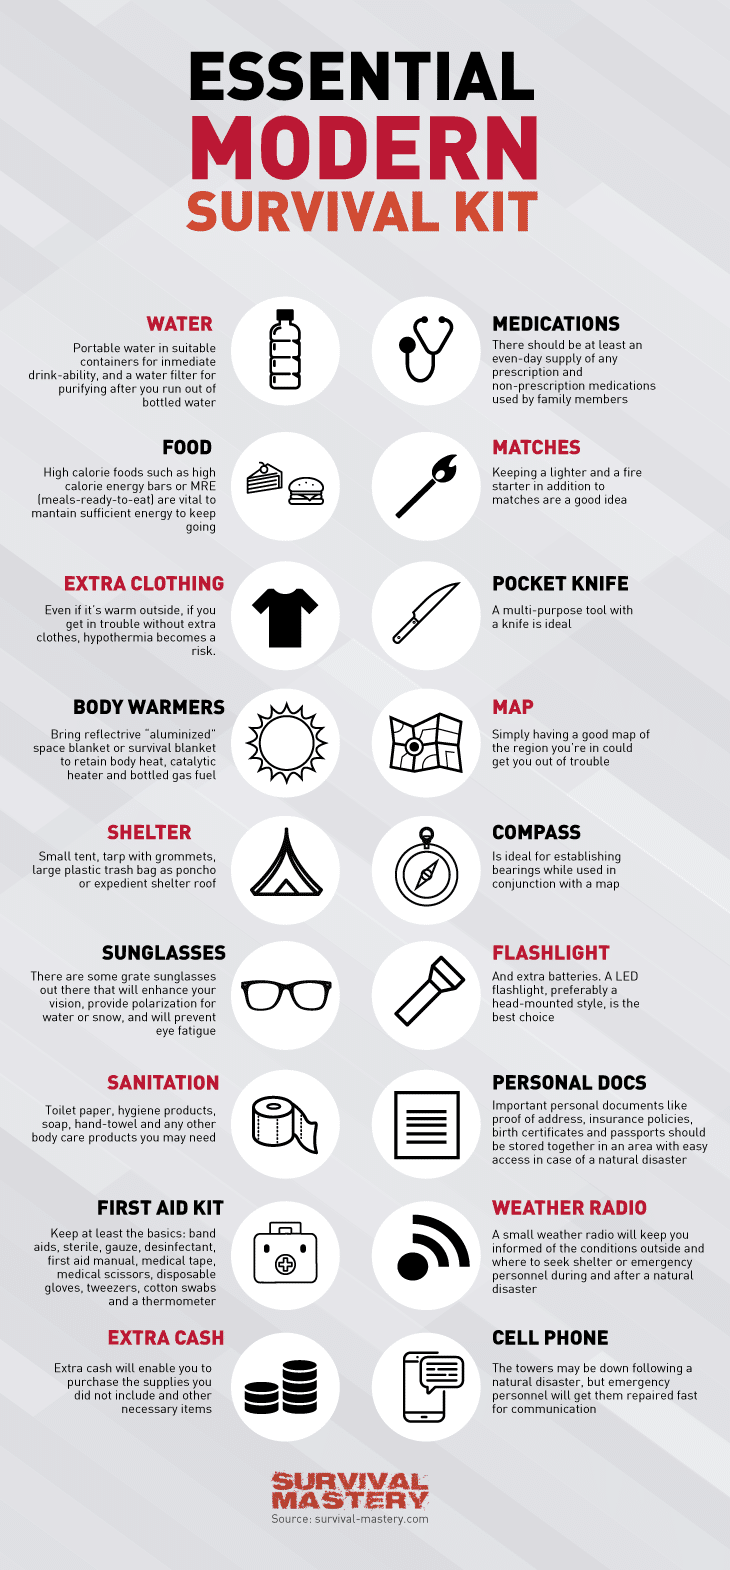 ESSENTIAL
MODERN
SURVIVAL KIT
WATER
Portable water in suitable
containers for inmediate
drink-ability, and a water filter for
purifying after you run out of
bottled water
MEDICATIONS
There should be at least an
even-day supply of any
prescription and
non-prescription medications
used by family members
FOOD
High calorie foods such as high
calorie energy bars or MRE
(meals-ready-to-eat) are vital to
mantain sufficient energy to keep
going
MATCHES
Keeping a lighter and a fire
starter in addition to
matches are a good idea
EXTRA CLOTHING
Even if it's warm outside, if you
get in trouble without extra
clothes, hypothermia becomes a
risk.
POCKET KNIFE
A multi-purpose tool with
a knife is ideal
BODY WARMERS
Bring reflectrive "aluminized"
space blanket or survival blanket
to retain body heat, catalytic
heater and bottled gas fuel
MAP
Simply having a good map of
the region you're in could
get you out of trouble
SHELTER
Small tent, tarp with grommets,
large plastic trash bag as poncho
or expedient shelter roof
COMPASS
Is ideal for establishing
bearings while used in
conjunction with a map
SUNGLASSES
There are some grate sunglasses
out there that will enhance your
vision, provide polarization for
water or snow, and will prevent
eye fatigue
FLASHLIGHT
And extra batteries. A LED
flashlight, preferably a
head-mounted style, is the
best choice
SANITATION
Toilet paper, hygiene products,
soap, hand-towel and any other
body care products you may need
PERSONAL DOCS
Important personal documents like
proof of address, insurance policies,
birth certificates and passports should
be stored together in an area with easy
access in case of a natural disaster
FIRST AID KIT
Keep at least the basics: band
aids, sterile, gauze, desinfectant,
first aid manual, medical tape,
medical scissors, disposable
gloves, tweezers, cotton swabs
and a thermometer
WEATHER RADIO
A small weather radio will keep you
informed of the conditions outside and
where to seek shelter or emergency
personnel during and after a natural
disaster
EXTRA CASH
Extra cash will enable you to
purchase the supplies you
did not include and other
necessary items
CELL PHONE
The towers may be down following a
natural disaster, but emergency
personnel will get them repaired fast
for communication
SURVIVAL
MASTERY
Source: survival-mastery.com